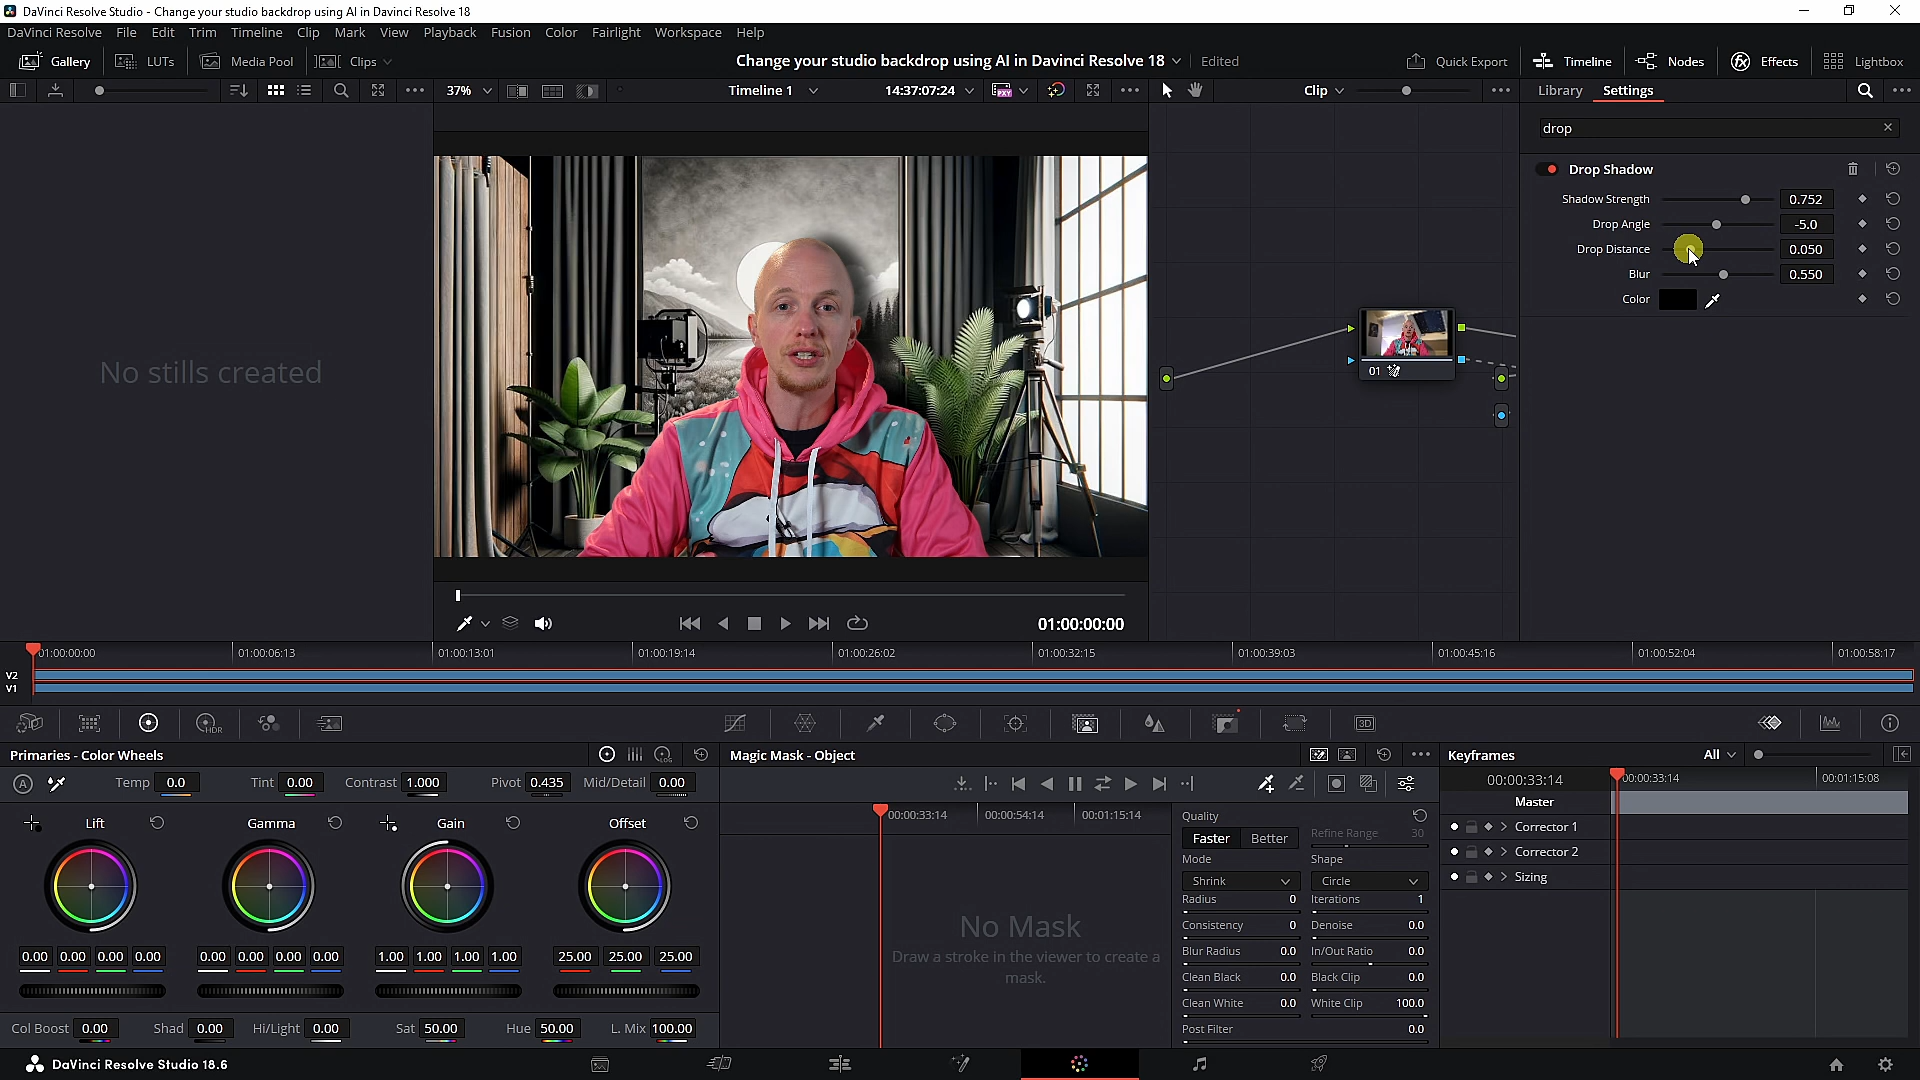 DaVinci Resolve Studio - Change your studio backdrop using AI in Davinci Resolve 18
DaVinci Resolve File Edit Trim Timeline Clip Mark View Playback Fusion Color Fairlight Workspace Help
Gallery LUTs Media Pool Clips Change your studio backdrop using AI in Davinci Resolve 18 Edited Quick Export Timeline Nodes Effects Lightbox
37% Timeline 1 14:37:07:24 PXY Clip Library Settings
drop
Drop Shadow
Shadow Strength 0.752
Drop Angle -5.0
Drop Distance 0.050
Blur 0.550
Color
No stills created
01
01:00:00:00
01:00:00:00 01:00:06:13 01:00:13:01 01:00:19:14 01:00:26:02 01:00:32:15 01:00:39:03 01:00:45:16 01:00:52:04 01:00:58:17
V2
V1
HDR 3D
Primaries - Color Wheels LOG Magic Mask - Object Keyframes All
A Temp 0.0 Tint 0.00 Contrast 1.000 Pivot 0.435 Mid/Detail 0.00
00:00:33:14 00:00:33:14 00:01:15:08
Master
Lift Gamma Gain Offset
00:00:33:14 00:00:54:14 00:01:15:14
Quality
Faster Better Refine Range 30
Mode Shape
Shrink Circle
Radius 0 Iterations 1
Consistency 0 Denoise 0.0
Blur Radius 0.0 In/Out Ratio 0.0
Clean Black 0.0 Black Clip 0.0
Clean White 0.0 White Clip 100.0
Post Filter 0.0
Corrector 1
Corrector 2
Sizing
No Mask
Draw a stroke in the viewer to create a
mask.
0.00 0.00 0.00 0.00 0.00 0.00 0.00 0.00 1.00 1.00 1.00 1.00 25.00 25.00 25.00
Col Boost 0.00 Shad 0.00 Hi/Light 0.00 Sat 50.00 Hue 50.00 L. Mix 100.00
DaVinci Resolve Studio 18.6